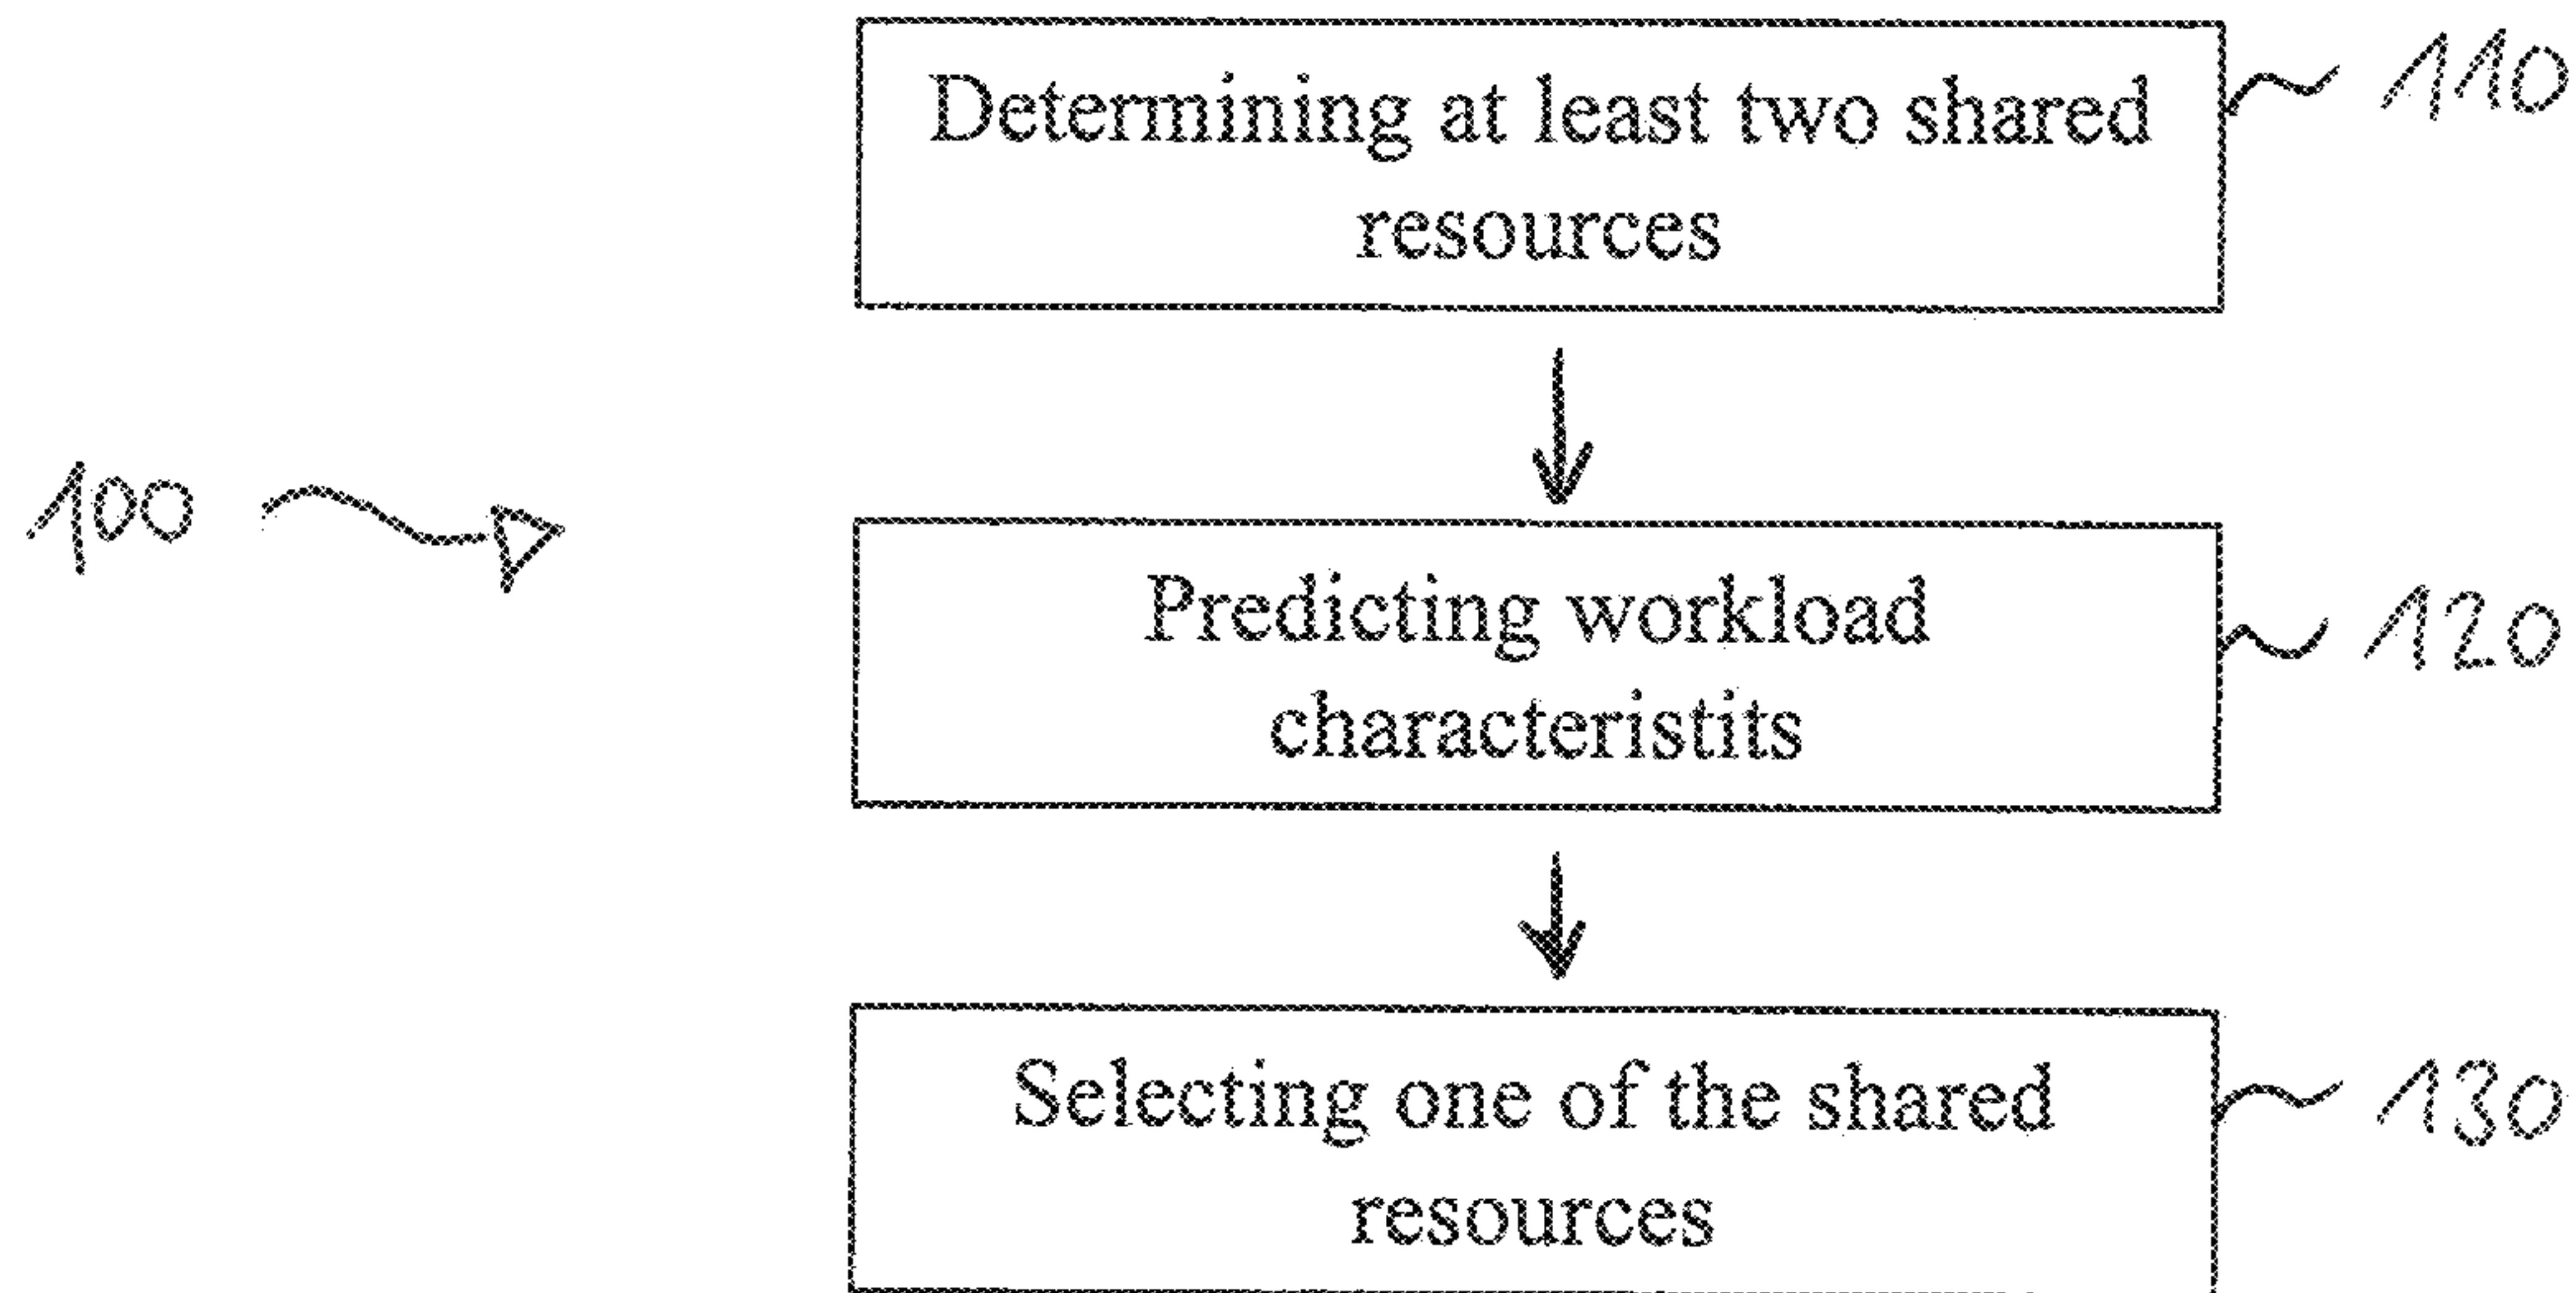 Determining at least two shared
resources
110
100
Predicting workload
characteristits
120
Selecting one of the shared
resources
130